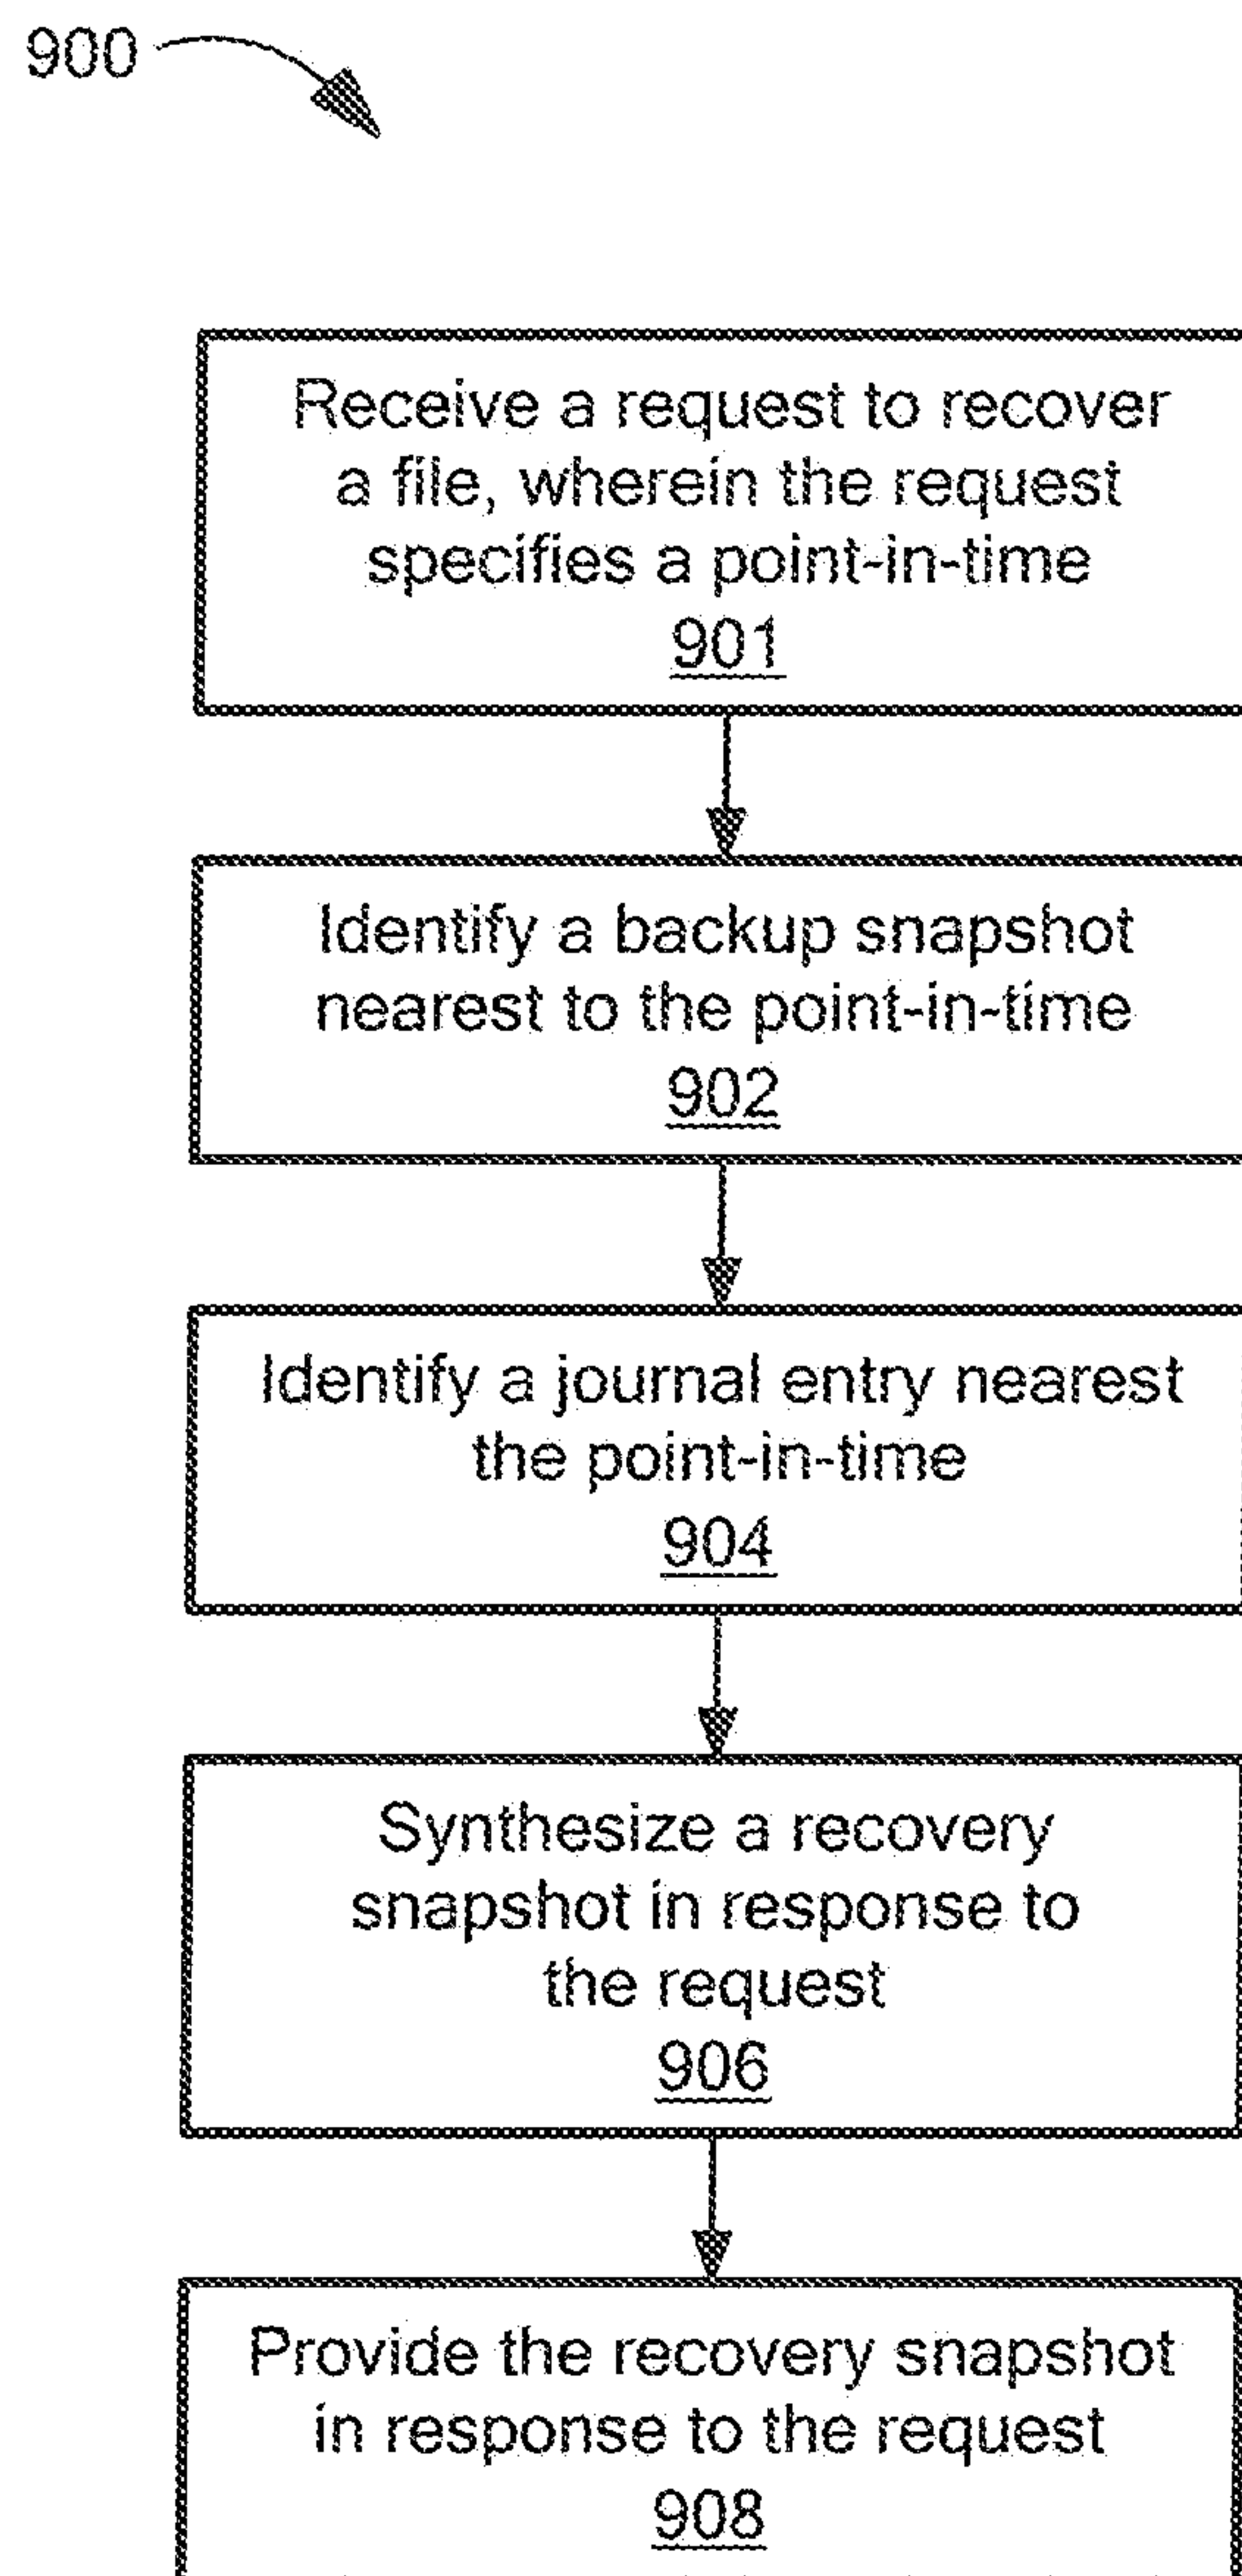 900
Receive a request to recover
a file, wherein the request
specifies a point-in-time
901
Identify a backup snapshot
nearest to the point-in-time
902
Identify a journal entry nearest
the point-in-time
904
Synthesize a recovery
snapshot in response to
the request
906
Provide the recovery snapshot
in response to the request
908